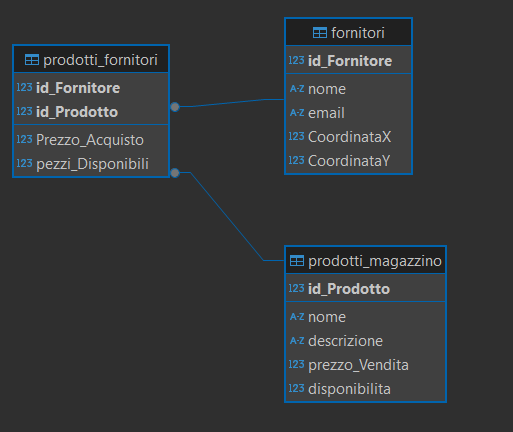 prodotti_fornitori
123 id_Fornitore
123 id_Prodotto
123 Prezzo_Acquisto
123 pezzi_Disponibili
fornitori
123 id_Fornitore
A-Z nome
A-Z email
123 CoordinataX
123 CoordinataY
prodotti_magazzino
123 id_Prodotto
A-Z nome
A-Z descrizione
123 prezzo_Vendita
123 disponibilita